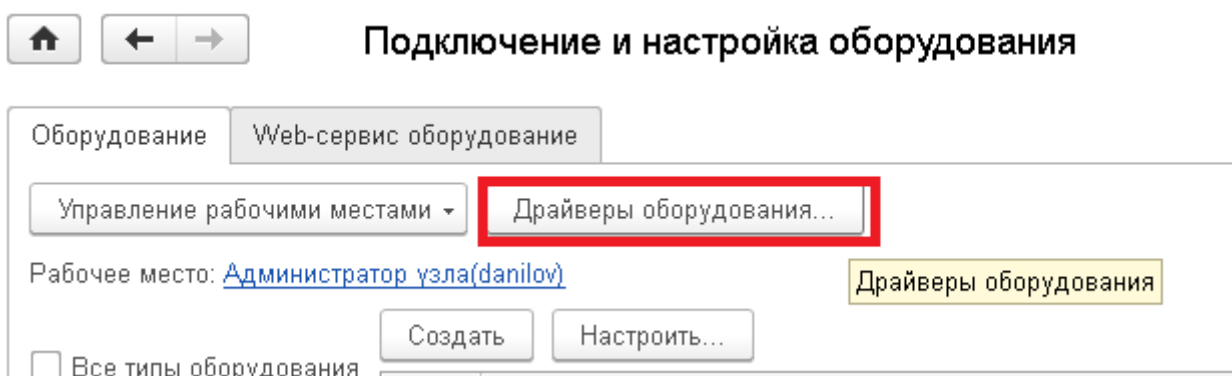 Подключение и настройка оборудования
Оборудование Web-сервис оборудование
Управление рабочими местами Драйверы оборудования...
Рабочее место: Администратор узла(danilov)
Драйверы оборудования
Создать Настроить...
Все типы оборудования